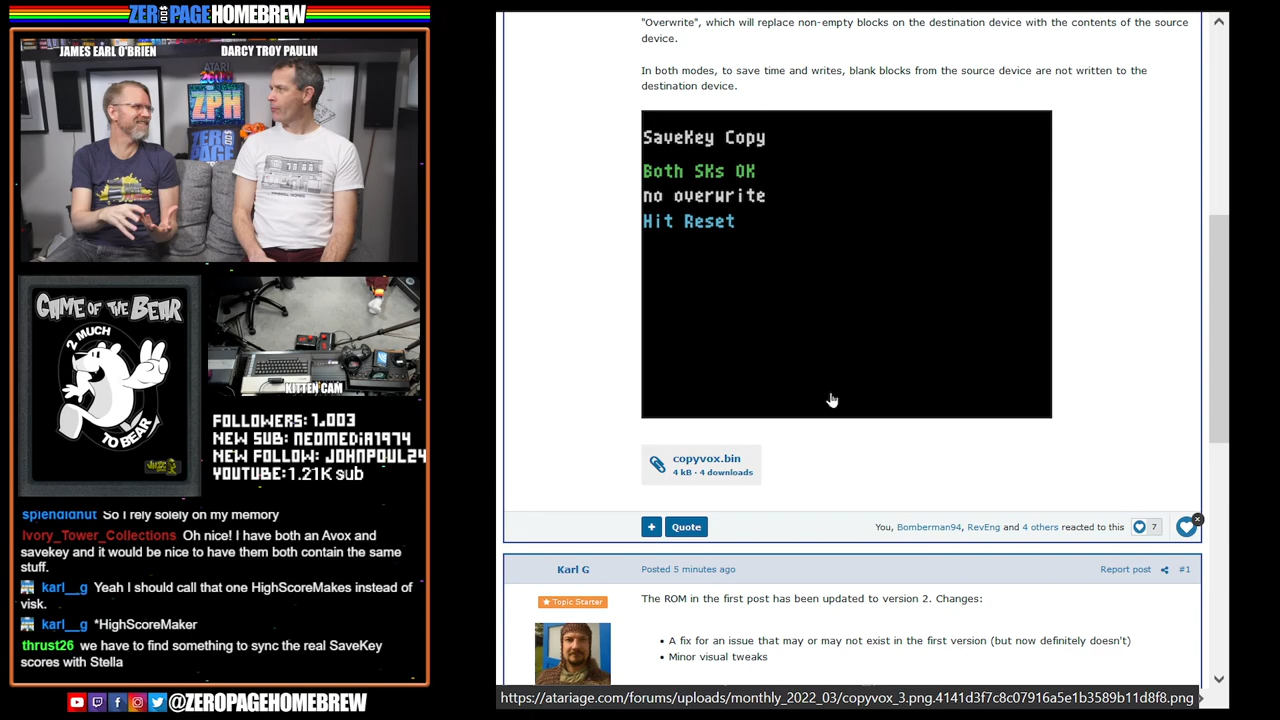 ZERO PAGE HOMEBREW
JAMES EARL O'BRIEN
DARCY TROY PAULIN
ATARI
2600
ZPH
ZERO
PAGE
GAME OF THE BEAR
2 MUCH
TO BEAR
KITTEN CAM
FOLLOWERS: 1,003
NEW SUB: NEOMEDIA1974
NEW FOLLOW: JOHNPOUL24
YOUTUBE: 1.21K sub
splendidnut So I rely solely on my memory
Ivory_Tower_Collections Oh nice! I have both an Avox and
savekey and it would be nice to have them both contain the same
stuff.
karl__g Yeah I should call that one HighScoreMakes instead of
visk.
karl__g *HighScoreMaker
thrust26 we have to find something to sync the real SaveKey
scores with Stella
@ZEROPAGEHOMEBREW
"Overwrite", which will replace non-empty blocks on the destination device with the contents of the source
device.
In both modes, to save time and writes, blank blocks from the source device are not written to the
destination device.
SaveKey Copy
Both SKs OK
no overwrite
Hit Reset
copyvox.bin
4 kB · 4 downloads
+ Quote
You, Bomberman94, RevEng and 4 others reacted to this
7
Karl G
Posted 5 minutes ago
Report post
#1
Topic Starter
The ROM in the first post has been updated to version 2. Changes:
• A fix for an issue that may or may not exist in the first version (but now definitely doesn't)
• Minor visual tweaks
https://atariage.com/forums/uploads/monthly_2022_03/copyvox_3.png.4141d3f7c8c07916a5e1b3589b11d8f8.png